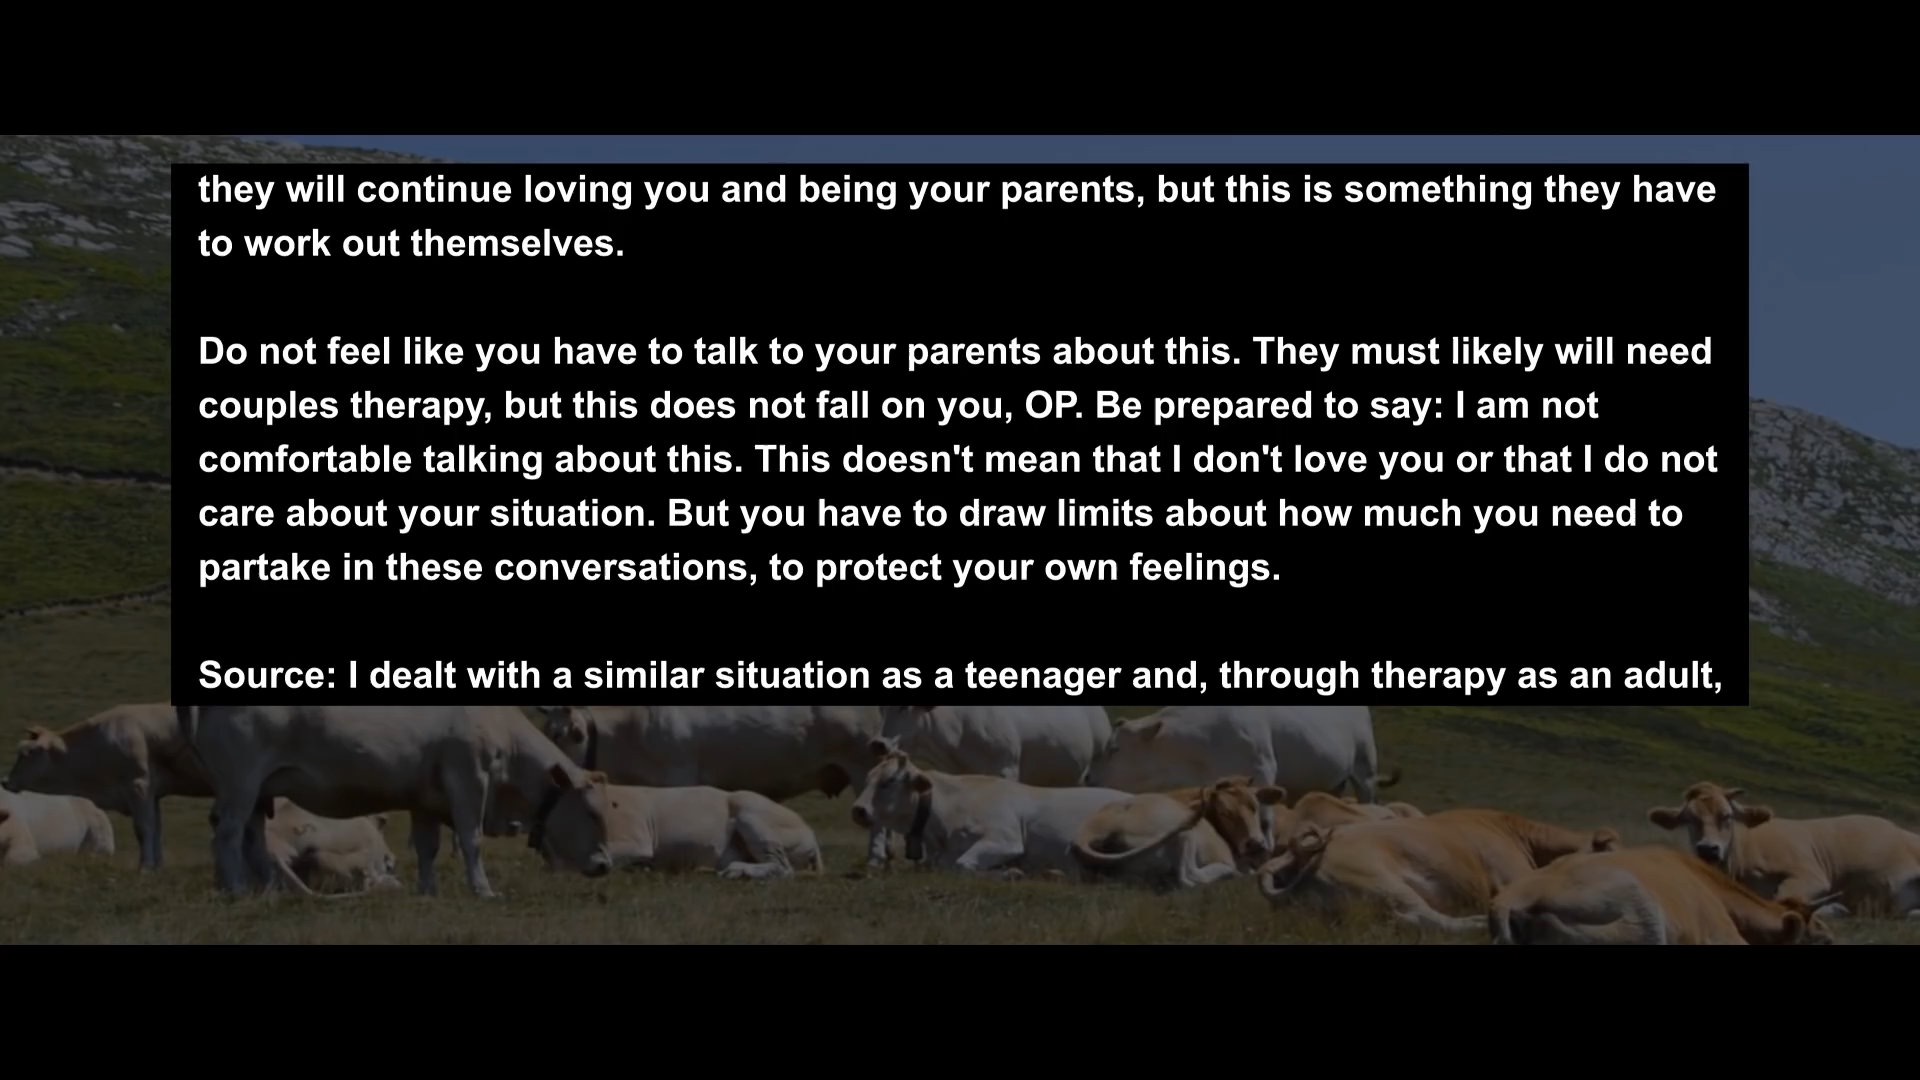 they will continue loving you and being your parents, but this is something they have
to work out themselves.
Do not feel like you have to talk to your parents about this. They must likely will need
couples therapy, but this does not fall on you, OP. Be prepared to say: I am not
comfortable talking about this. This doesn't mean that I don't love you or that I do not
care about your situation. But you have to draw limits about how much you need to
partake in these conversations, to protect your own feelings.
Source: I dealt with a similar situation as a teenager and, through therapy as an adult,